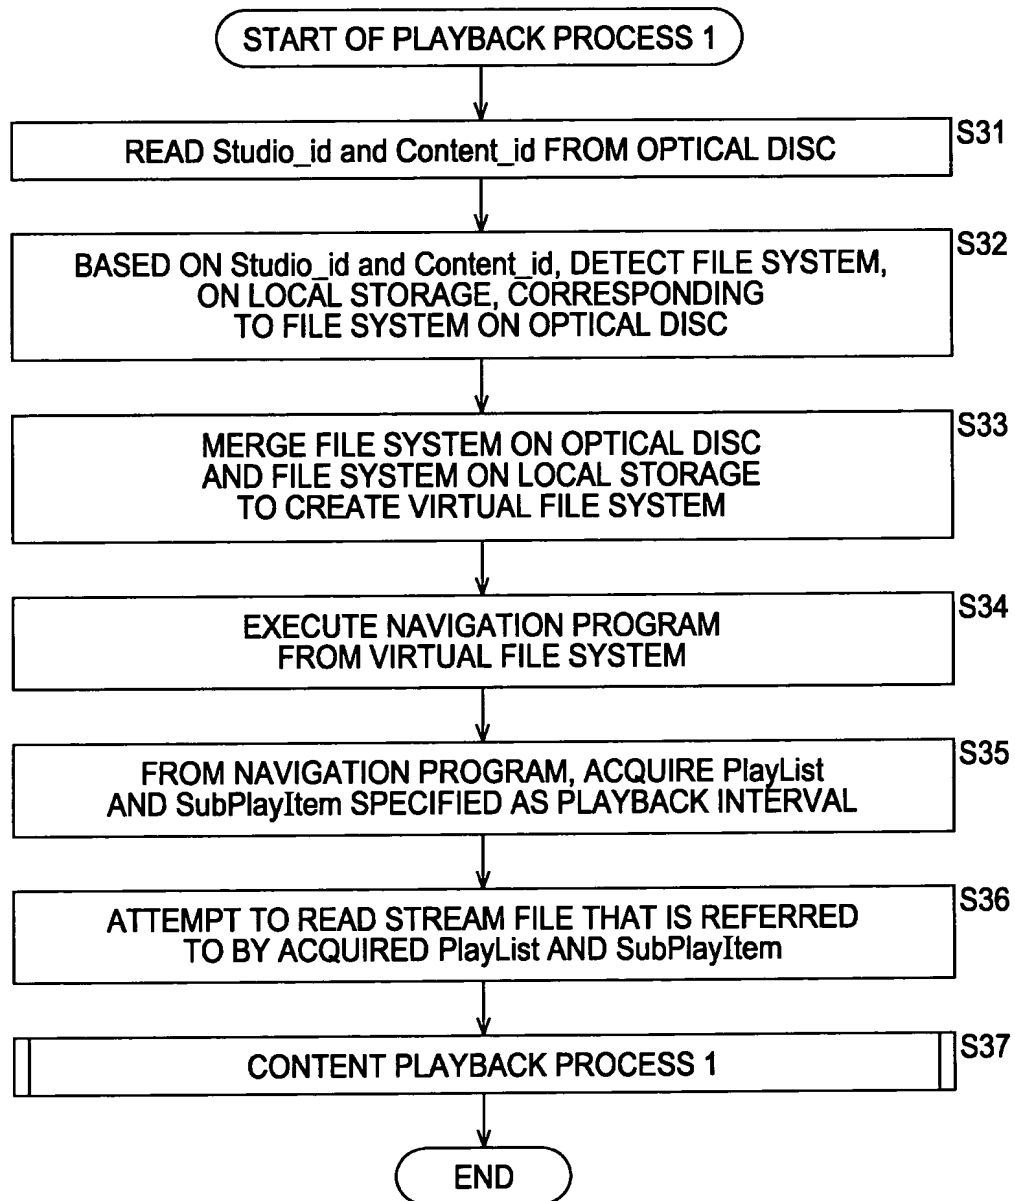 START OF PLAYBACK PROCESS 1
S31
READ Studio_id and Content_id FROM OPTICAL DISC
S32
BASED ON Studio_id and Content_id, DETECT FILE SYSTEM,
ON LOCAL STORAGE, CORRESPONDING
TO FILE SYSTEM ON OPTICAL DISC
S33
MERGE FILE SYSTEM ON OPTICAL DISC
AND FILE SYSTEM ON LOCAL STORAGE
TO CREATE VIRTUAL FILE SYSTEM
S34
EXECUTE NAVIGATION PROGRAM
FROM VIRTUAL FILE SYSTEM
S35
FROM NAVIGATION PROGRAM, ACQUIRE PlayList
AND SubPlayItem SPECIFIED AS PLAYBACK INTERVAL
S36
ATTEMPT TO READ STREAM FILE THAT IS REFERRED
TO BY ACQUIRED PlayList AND SubPlayItem
S37
CONTENT PLAYBACK PROCESS 1
END